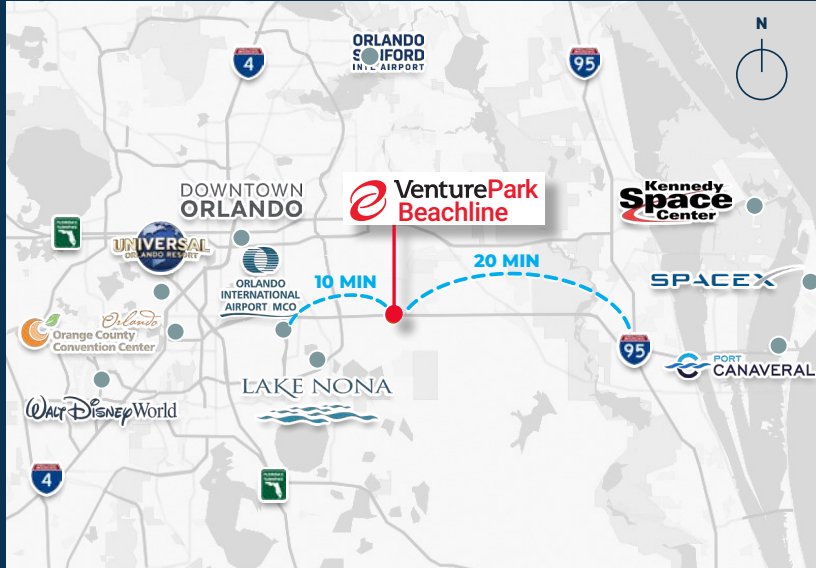 N
ORLANDO
SANFORD
INTL AIRPORT
4
95
DOWNTOWN
ORLANDO
VenturePark
Beachline
Kennedy
Space
Center
UNIVERSAL
ORLANDO RESORT
ORLANDO
INTERNATIONAL
AIRPORT MCO
10 MIN
20 MIN
SPACEX
Orlando
Orange County
Convention Center
95
PORT
CANAVERAL
LAKE NONA
WALT DISNEY World
4